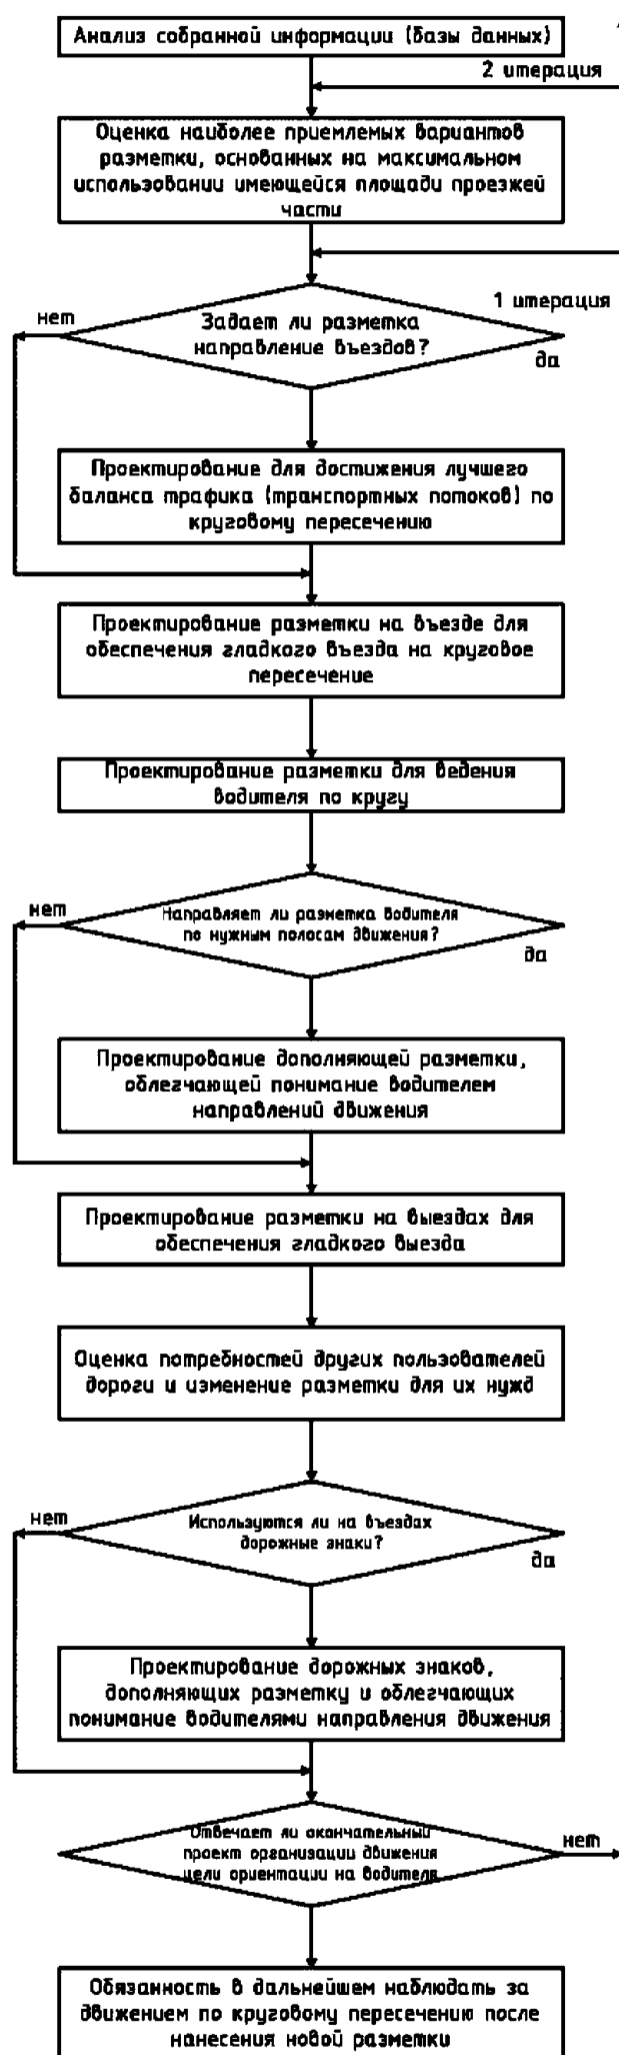 Анализ собранной информации (базы данных)
2 итерация
Оценка наиболее приемлемых вариантов
разметки, основанных на максимальном
использовании имеющейся площади проезжей
части
1 итерация
нет
Задает ли разметка
направление въездов?
да
Проектирование для достижения лучшего
баланса трафика (транспортных потоков) по
круговому пересечению
Проектирование разметки на въезде для
обеспечения гладкого въезда на круговое
пересечение
Проектирование разметки для ведения
водителя по кругу
нет
Направляет ли разметка водителя
по нужным полосам движения?
да
Проектирование дополняющей разметки,
облегчающей понимание водителем
направлений движения
Проектирование разметки на выездах для
обеспечения гладкого выезда
Оценка потребностей других пользователей
дороги и изменение разметки для их нужд
нет
Используются ли на въездах
дорожные знаки?
да
Проектирование дорожных знаков,
дополняющих разметку и облегчающих
понимание водителями направления движения
Отвечает ли окончательный
проект организации движения
цели ориентации на водителя
нет
Обязанность в дальнейшем наблюдать за
движением по круговому пересечению после
нанесения новой разметки